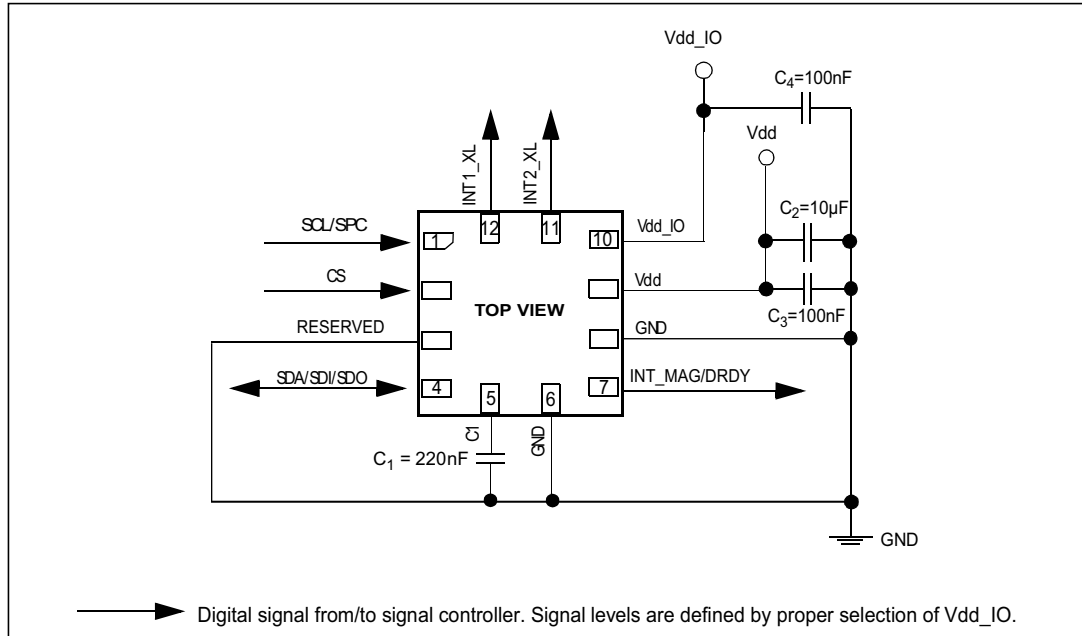 Vdd_IO
C4=100nF
Vdd
INT1_XL
INT2_XL
C2=10µF
SCL/SPC
1
12
11
10
Vdd_IO
CS
Vdd
TOP VIEW
C3=100nF
RESERVED
GND
SDA/SDI/SDO
4
7
INT_MAG/DRDY
5
6
C1
GND
C1 = 220nF
GND
Digital signal from/to signal controller. Signal levels are defined by proper selection of Vdd_IO.